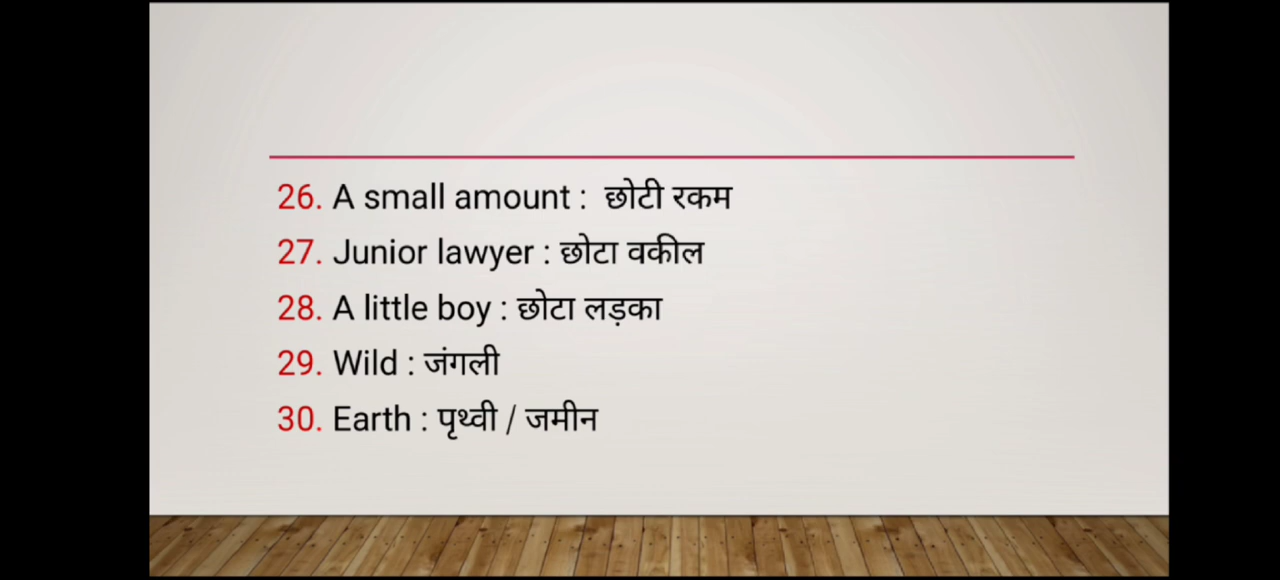 26. A small amount :  छोटी रकम
27. Junior lawyer : छोटा वकील
28. A little boy : छोटा लड़का
29. Wild : जंगली
30. Earth : पृथ्वी / जमीन